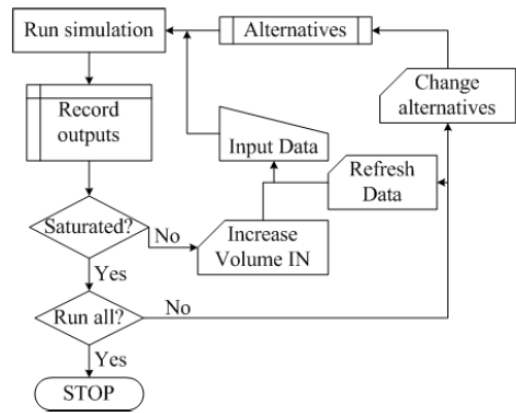 Run simulation
Alternatives
Change
alternatives
Record
outputs
Input Data
Refresh
Data
Saturated?
No
Increase
Volume IN
Yes
Run all?
No
Yes
STOP